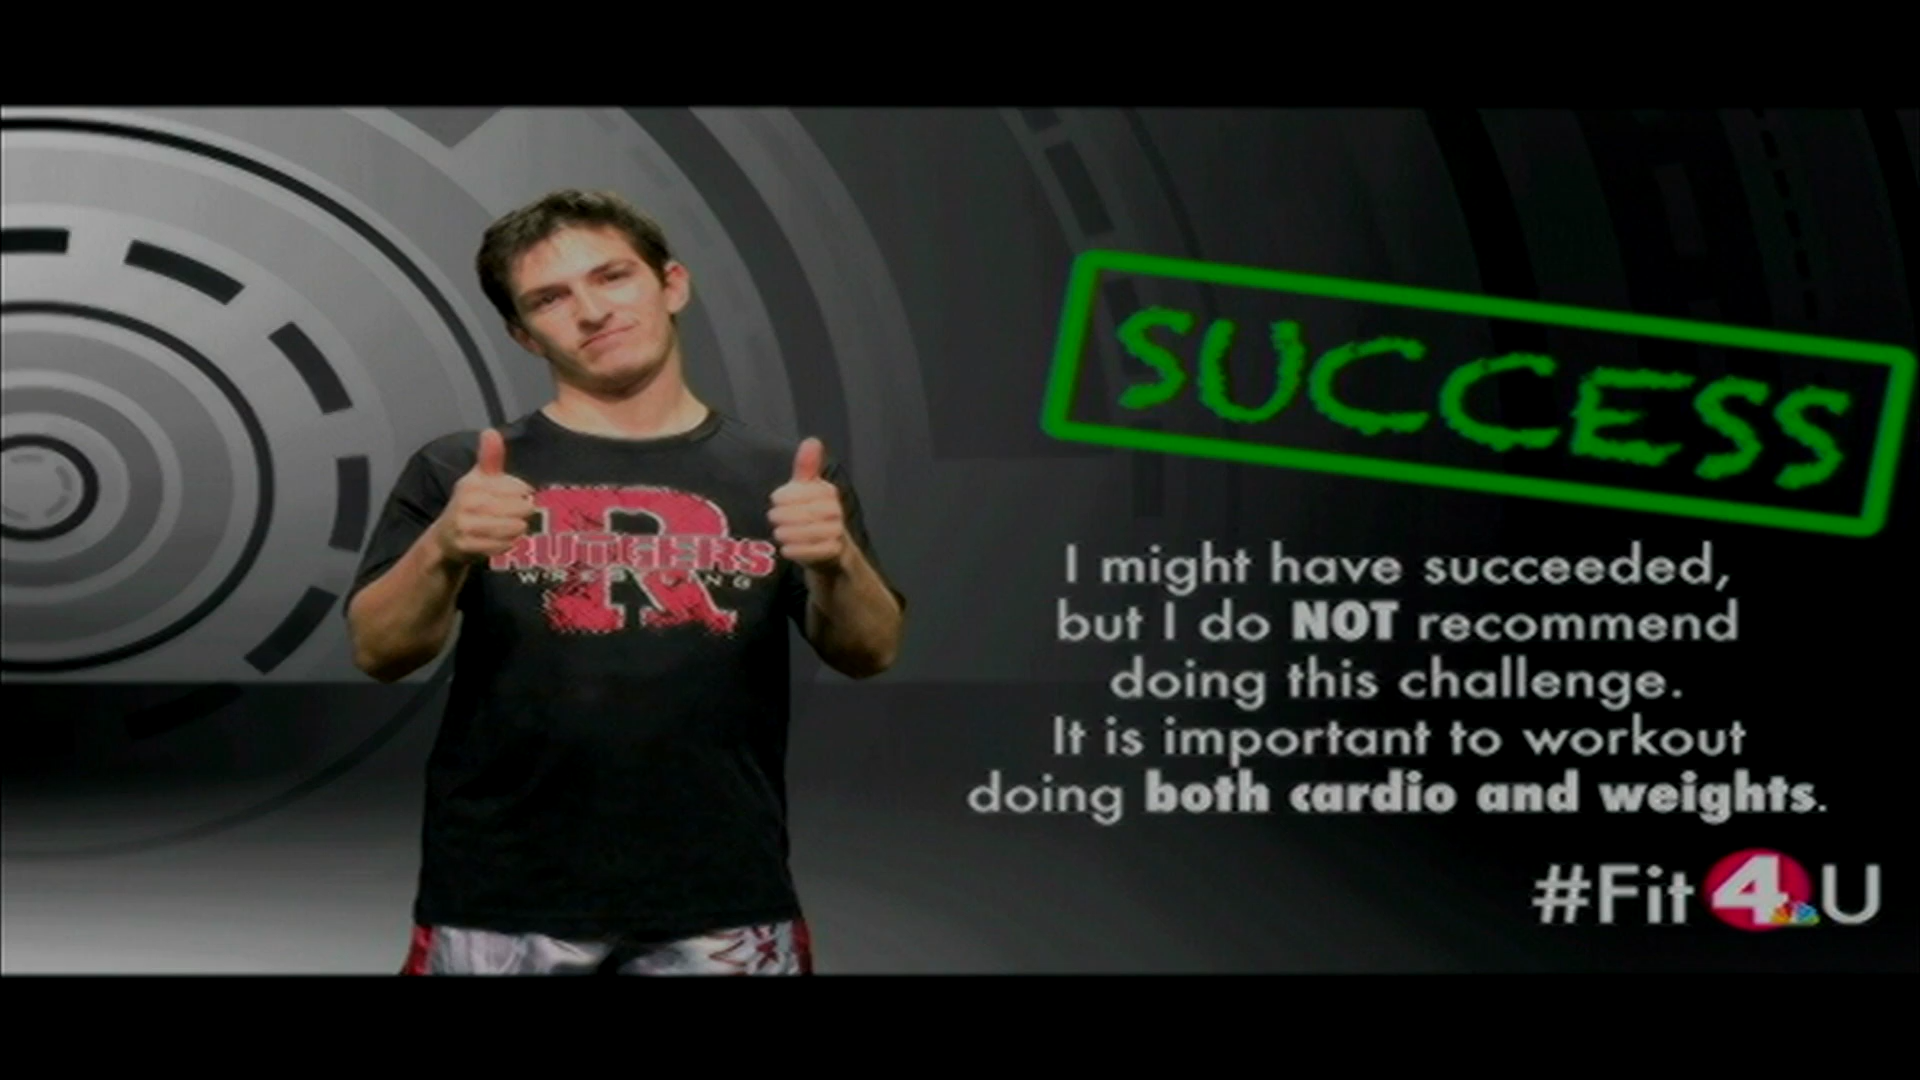 SUCCESS
R
RUTGERS
WRESTLING
I might have succeeded,
but I do NOT recommend
doing this challenge.
It is important to workout
doing both cardio and weights.
#Fit4U